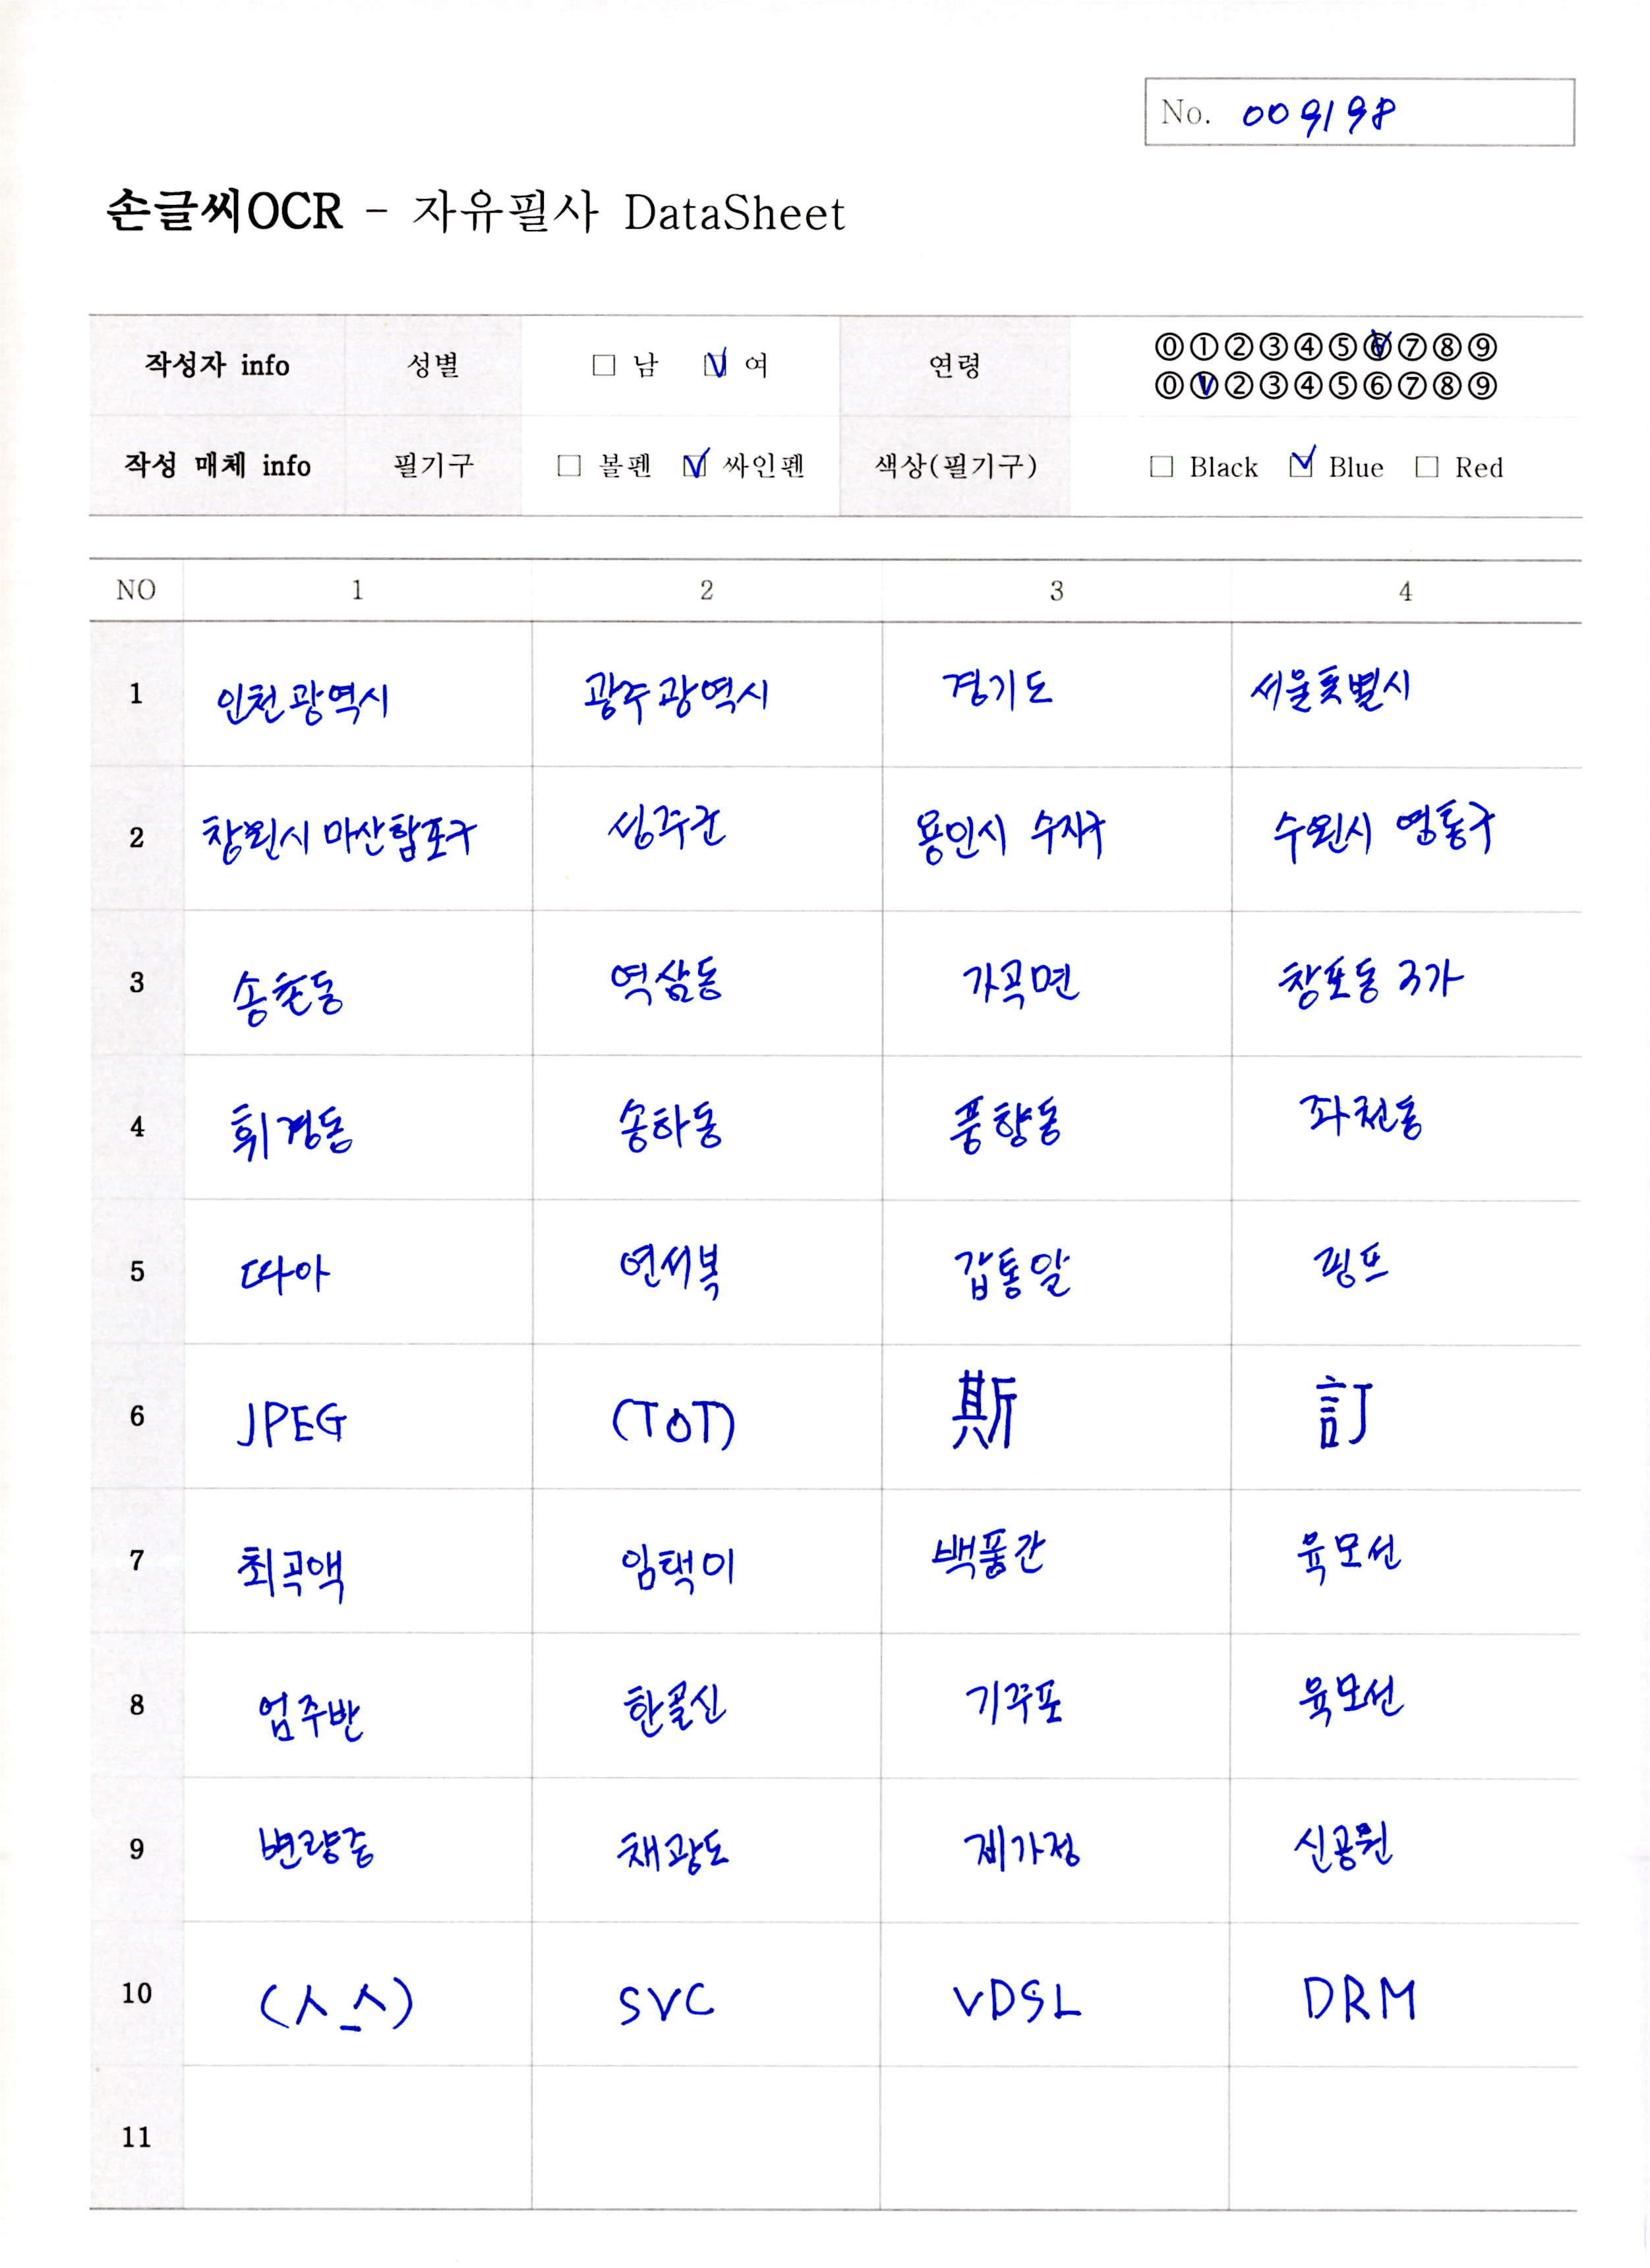 No. 009198
손글씨OCR - 자유필사 DataSheet
작성자 info 성별 □ 남 ☑ 여 연령 ⓪①②③④⑤⑥⑦⑧⑨
⓪①②③④⑤⑥⑦⑧⑨
작성 매체 info 필기구 □ 볼펜 ☑ 싸인펜 색상(필기구) □ Black ☑ Blue □ Red
NO 1 2 3 4
1 인천광역시 광주광역시 경기도 서울특별시
2 창원시 마산합포구 성주군 용인시 수지구 수원시 영통구
3 송촌동 역삼동 가곡면 창포동 3가
4 휘경동 송하동 풍향동 좌천동
5 따아 연서복 갑통알 핑프
6 JPEG (TOT) 斯 訂
7 최곡액 임택이 백품간 육모선
8 엄주반 한골신 기꾸포 육모선
9 변량중 채광도 제가정 신공원
10 (ㅅ_ㅅ) SVC VDSL DRM
11